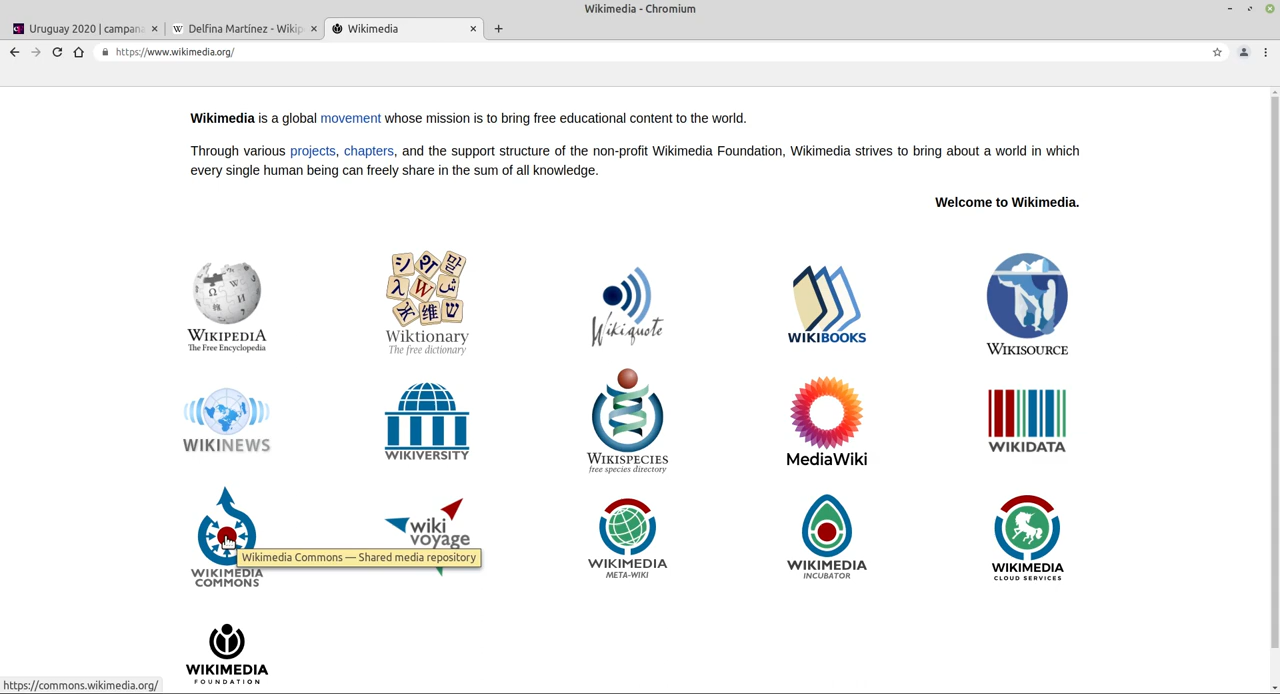 Wikimedia - Chromium
Uruguay 2020 | campana
Delfina Martínez - Wikip
Wikimedia
https://www.wikimedia.org/
Wikimedia is a global movement whose mission is to bring free educational content to the world.
Through various projects, chapters, and the support structure of the non-profit Wikimedia Foundation, Wikimedia strives to bring about a world in which
every single human being can freely share in the sum of all knowledge.
Welcome to Wikimedia.
WIKIPEDIA
The Free Encyclopedia
Wiktionary
The free dictionary
Wikiquote
WIKIBOOKS
WIKISOURCE
WIKINEWS
WIKIVERSITY
WIKISPECIES
free species directory
MediaWiki
WIKIDATA
WIKIMEDIA
COMMONS
wiki
voyage
Wikimedia Commons — Shared media repository
WIKIMEDIA
META-WIKI
WIKIMEDIA
INCUBATOR
WIKIMEDIA
CLOUD SERVICES
WIKIMEDIA
FOUNDATION
https://commons.wikimedia.org/